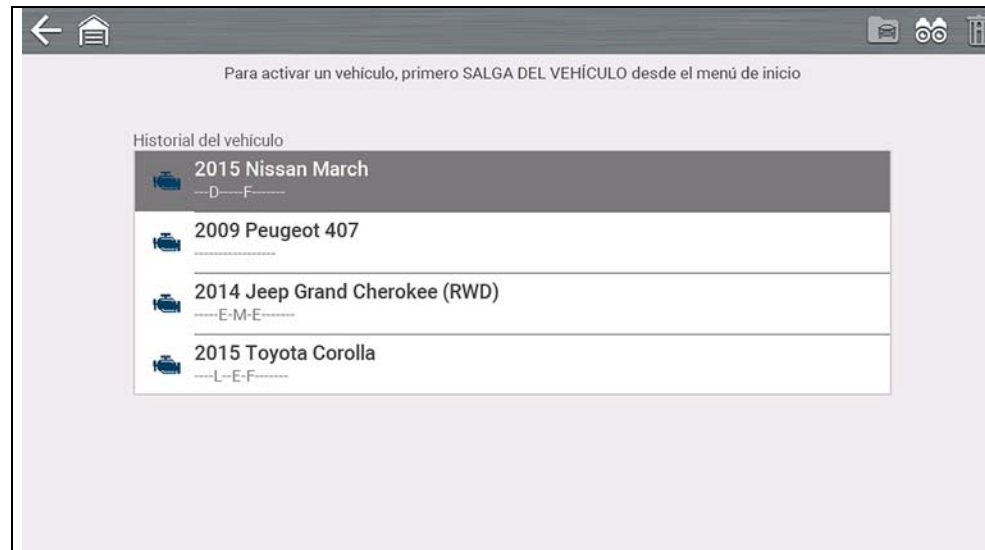 Para activar un vehículo, primero SALGA DEL VEHÍCULO desde el menú de inicio
Historial del vehículo
2015 Nissan March
---D-----F-------
2009 Peugeot 407
-----------------
2014 Jeep Grand Cherokee (RWD)
-----E-M-E-------
2015 Toyota Corolla
----L--E-F-------